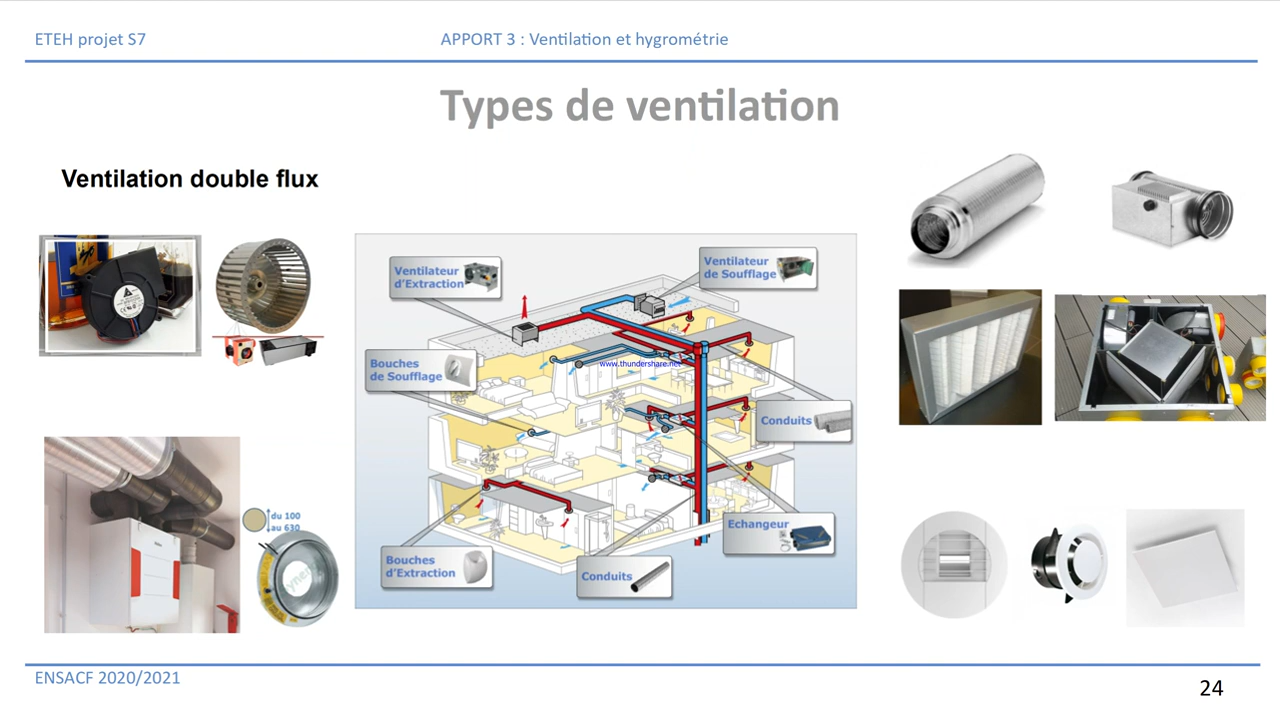 ETEH projet S7
APPORT 3 : Ventilation et hygrométrie
Types de ventilation
Ventilation double flux
Ventilateur
d'Extraction
Ventilateur
de Soufflage
Bouches
de Soufflage
www.thundershare.net
Conduits
du 100
au 630
Echangeur
Bouches
d'Extraction
Conduits
ENSACF 2020/2021
24